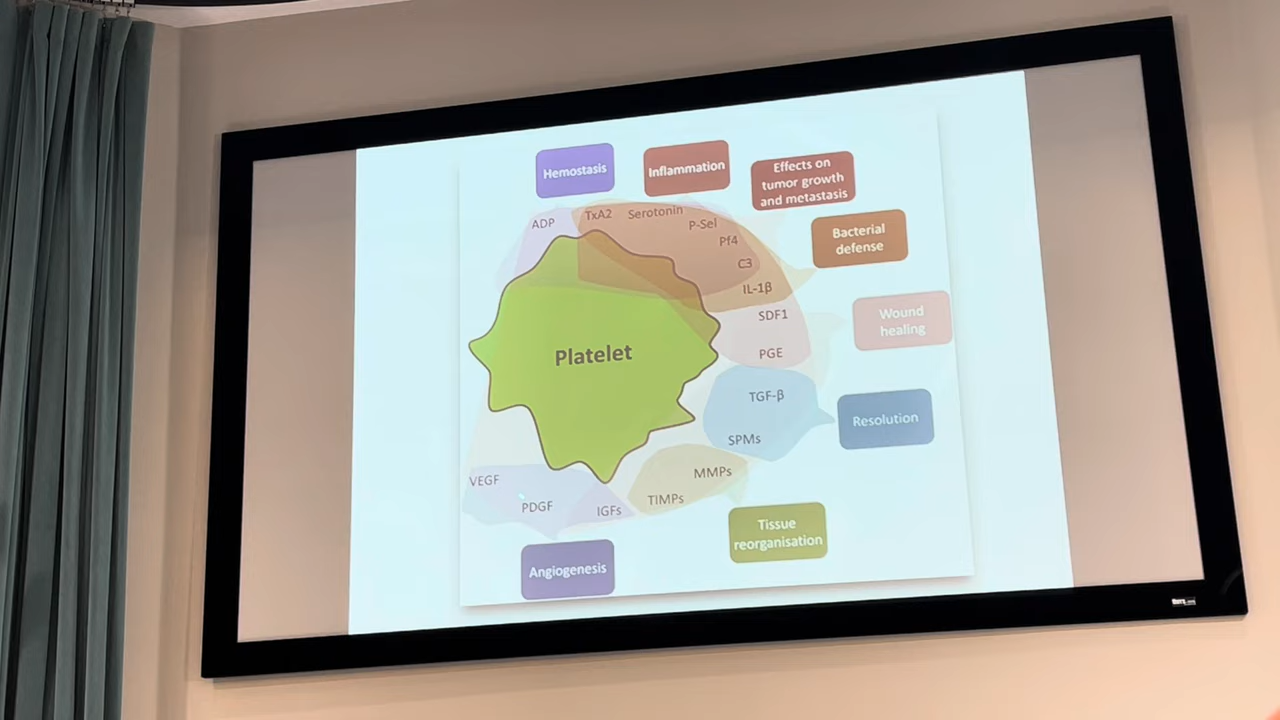 Hemostasis
Inflammation
Effects on
tumor growth
and metastasis
Bacterial
defense
Wound
healing
Resolution
Tissue
reorganisation
Angiogenesis
ADP
TxA2
Serotonin
P-Sel
Pf4
C3
IL-1β
SDF1
PGE
TGF-β
SPMs
MMPs
TIMPs
IGFs
PDGF
VEGF
Platelet